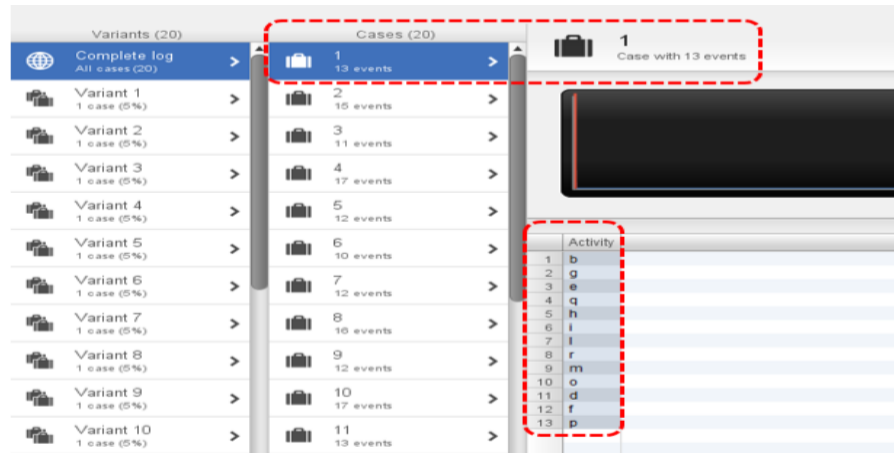 Variants (20)
Complete log
All cases (20)
Variant 1
1 case (5%)
Variant 2
1 case (5%)
Variant 3
1 case (5%)
Variant 4
1 case (5%)
Variant 5
1 case (5%)
Variant 6
1 case (5%)
Variant 7
1 case (5%)
Variant 8
1 case (5%)
Variant 9
1 case (5%)
Variant 10
1 case (5%)
Cases (20)
1
13 events
2
15 events
3
11 events
4
17 events
5
12 events
6
10 events
7
12 events
8
16 events
9
12 events
10
17 events
11
13 events
1
Case with 13 events
Activity
1 b
2 g
3 e
4 q
5 h
6 i
7 l
8 r
9 m
10 o
11 d
12 f
13 p